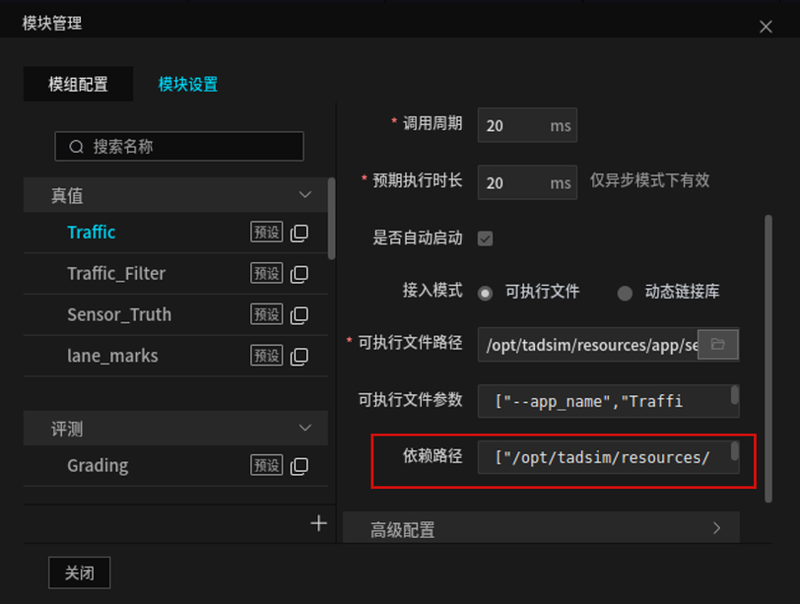 模块管理
模组配置 模块设置
搜索名称
真值
Traffic 预设
Traffic_Filter 预设
Sensor_Truth 预设
lane_marks 预设
评测
Grading 预设
* 调用周期 20 ms
* 预期执行时长 20 ms 仅异步模式下有效
是否自动启动
接入模式 可执行文件 动态链接库
* 可执行文件路径 /opt/tadsim/resources/app/se
可执行文件参数 ["--app_name","Traffi
依赖路径 ["/opt/tadsim/resources/
高级配置
关闭